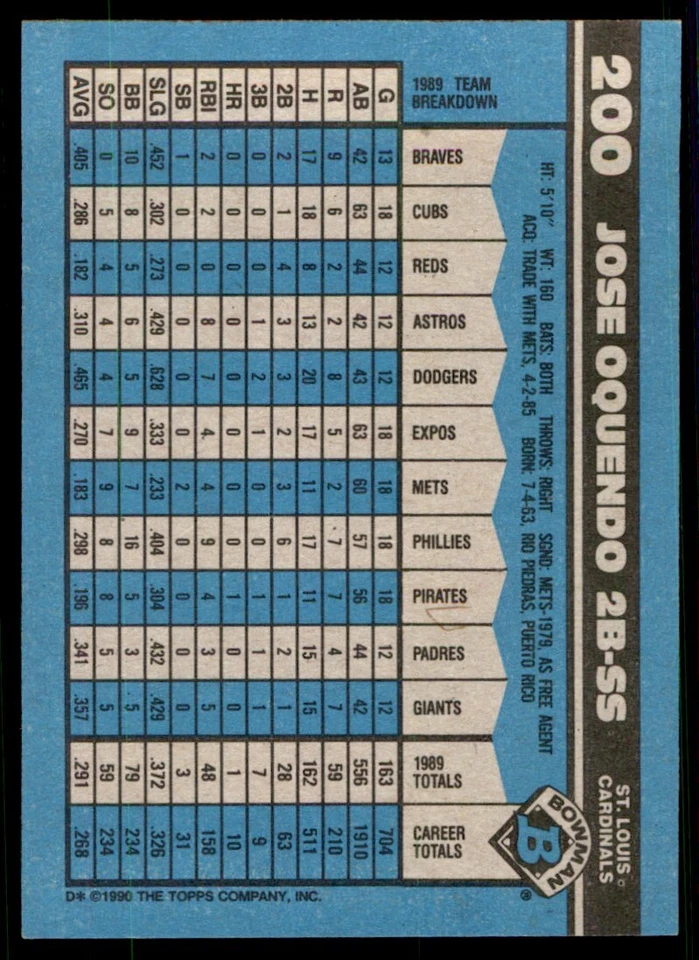 200 JOSE OQUENDO 2B-SS
ST. LOUIS CARDINALS
HT: 5'10" WT: 160 BATS: BOTH THROWS: RIGHT SGND: METS-1979, AS FREE AGENT
ACQ: TRADE WITH METS, 4-2-85 BORN: 7-4-63, RIO PIEDRAS, PUERTO RICO
BOWMAN
B
®
1989 TEAM BREAKDOWN G AB R H 2B 3B HR RBI SB SLG BB SO AVG
BRAVES 13 42 9 17 2 0 0 2 1 .452 10 0 .405
CUBS 18 63 6 18 1 0 0 2 0 .302 8 5 .286
REDS 12 44 2 8 4 0 0 0 0 .273 5 4 .182
ASTROS 12 42 2 13 3 1 0 8 0 .429 6 4 .310
DODGERS 12 43 8 20 3 2 0 7 0 .628 5 4 .465
EXPOS 18 63 5 17 2 1 0 4 0 .333 9 7 .270
METS 18 60 2 11 3 0 0 4 2 .233 7 9 .183
PHILLIES 18 57 7 17 6 0 0 9 0 .404 16 8 .298
PIRATES 18 56 7 11 1 1 1 4 0 .304 5 8 .196
PADRES 12 44 4 15 2 1 0 3 0 .432 3 5 .341
GIANTS 12 42 7 15 1 1 0 5 0 .429 5 5 .357
1989 TOTALS 163 556 59 162 28 7 1 48 3 .372 79 59 .291
CAREER TOTALS 704 1910 210 511 63 9 10 158 31 .326 234 234 .268
D* ©1990 THE TOPPS COMPANY, INC.